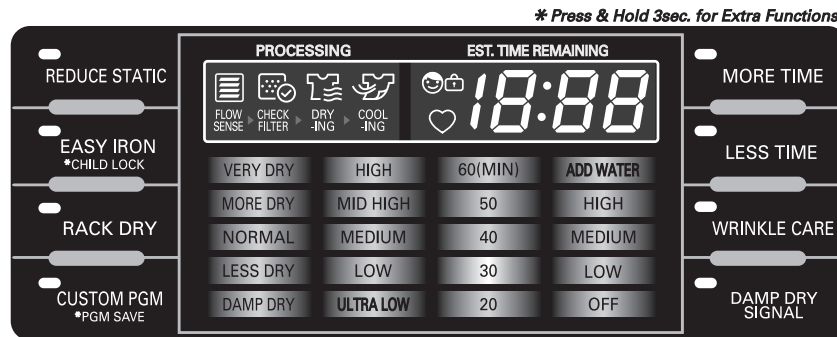 * Press & Hold 3sec. for Extra Functions
REDUCE STATIC
EASY IRON
*CHILD LOCK
RACK DRY
CUSTOM PGM
*PGM SAVE
PROCESSING
EST. TIME REMAINING
FLOW SENSE CHECK FILTER DRY -ING COOL -ING
18:88
VERY DRY HIGH 60(MIN) ADD WATER
MORE DRY MID HIGH 50 HIGH
NORMAL MEDIUM 40 MEDIUM
LESS DRY LOW 30 LOW
DAMP DRY ULTRA LOW 20 OFF
MORE TIME
LESS TIME
WRINKLE CARE
DAMP DRY
SIGNAL